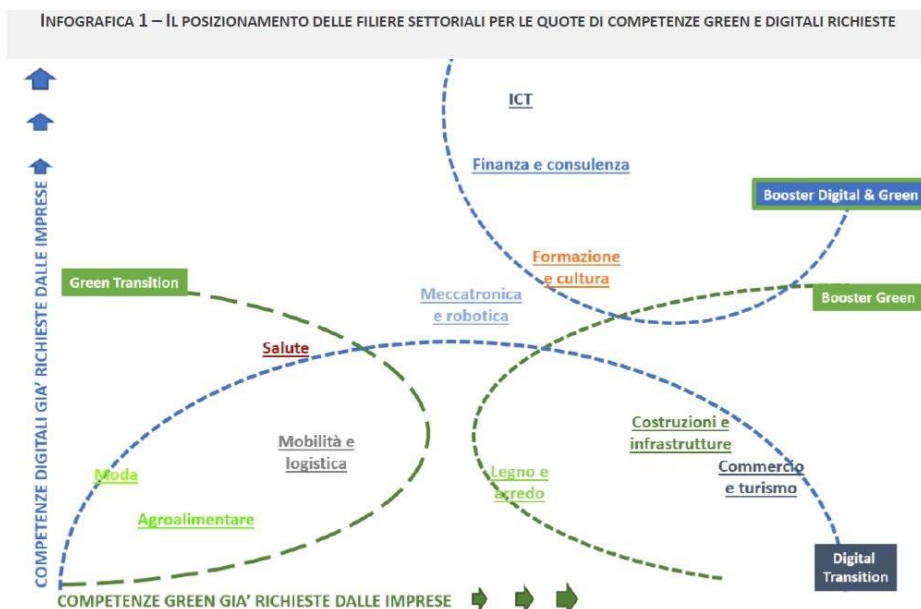 INFOGRAFICA 1 – IL POSIZIONAMENTO DELLE FILIERE SETTORIALI PER LE QUOTE DI COMPETENZE GREEN E DIGITALI RICHIESTE
ICT
Finanza e consulenza
Booster Digital & Green
Formazione
e cultura
Green Transition
Booster Green
Meccatronica
e robotica
Salute
Costruzioni e
infrastrutture
Mobilità e
logistica
Commercio
e turismo
Moda
Legno e
arredo
Agroalimentare
Digital
Transition
COMPETENZE DIGITALI GIA' RICHIESTE DALLE IMPRESE
COMPETENZE GREEN GIA' RICHIESTE DALLE IMPRESE